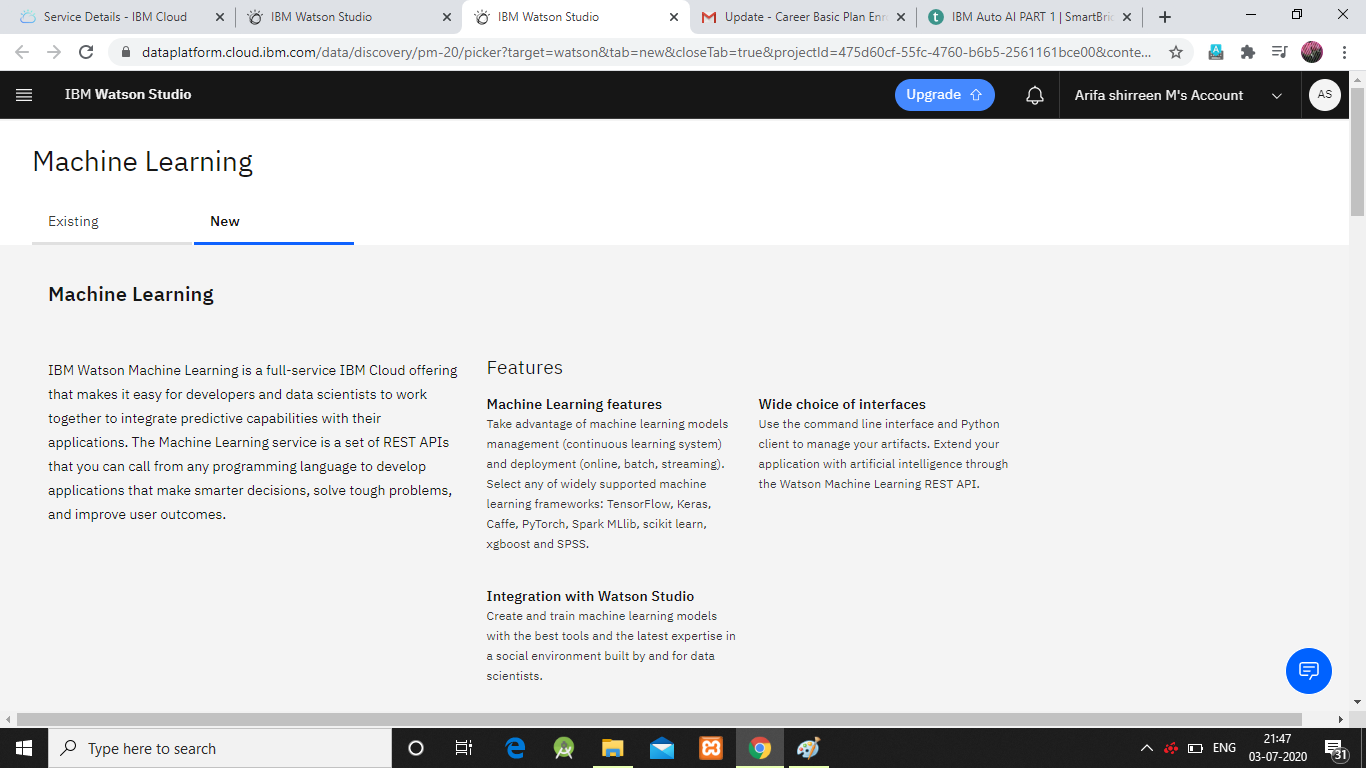 Service Details - IBM Cloud
IBM Watson Studio
IBM Watson Studio
Update - Career Basic Plan Enr
IBM Auto AI PART 1 | SmartBric
dataplatform.cloud.ibm.com/data/discovery/pm-20/picker?target=watson&tab=new&closeTab=true&projectId=475d60cf-55fc-4760-b6b5-2561161bce00&conte...
IBM Watson Studio
Upgrade
Arifa shirreen M's Account
AS
Machine Learning
Existing
New
Machine Learning
IBM Watson Machine Learning is a full-service IBM Cloud offering
that makes it easy for developers and data scientists to work
together to integrate predictive capabilities with their
applications. The Machine Learning service is a set of REST APIs
that you can call from any programming language to develop
applications that make smarter decisions, solve tough problems,
and improve user outcomes.
Features
Machine Learning features
Take advantage of machine learning models
management (continuous learning system)
and deployment (online, batch, streaming).
Select any of widely supported machine
learning frameworks: TensorFlow, Keras,
Caffe, PyTorch, Spark MLlib, scikit learn,
xgboost and SPSS.
Wide choice of interfaces
Use the command line interface and Python
client to manage your artifacts. Extend your
application with artificial intelligence through
the Watson Machine Learning REST API.
Integration with Watson Studio
Create and train machine learning models
with the best tools and the latest expertise in
a social environment built by and for data
scientists.
Type here to search
ENG
21:47
03-07-2020
31